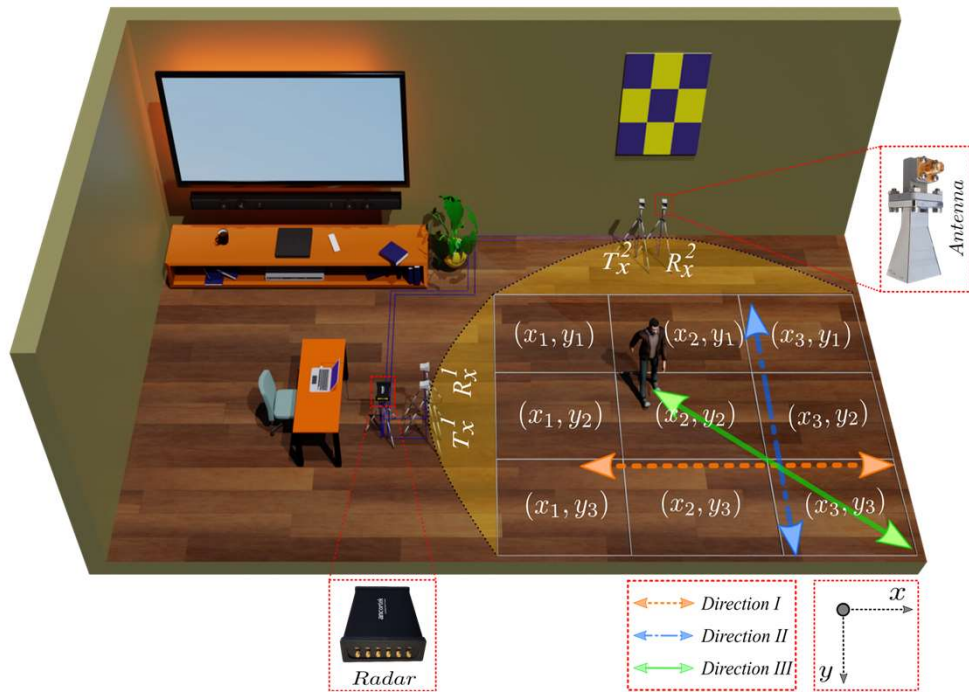 Antenna
$T_x^2$ $R_x^2$
$(x_1, y_1)$ $(x_2, y_1)$ $(x_3, y_1)$
$T_x^1$ $R_x^1$
$(x_1, y_2)$ $(x_2, y_2)$ $(x_3, y_2)$
$(x_1, y_3)$ $(x_2, y_3)$ $(x_3, y_3)$
ancortek
Radar
Direction I
Direction II
Direction III
x
y